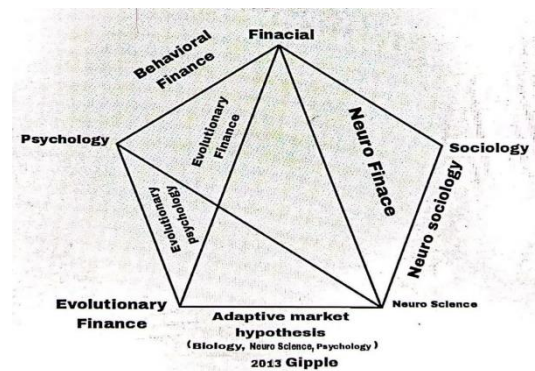 Finacial
Behavioral
Finance
Psychology
Evolutionary
Finance
Neuro Finace
Sociology
Evolutionary
psychology
Neuro sociology
Evolutionary
Finance
Neuro Science
Adaptive market
hypothesis
(Biology, Neuro Science, Psychology)
2013 Gipple